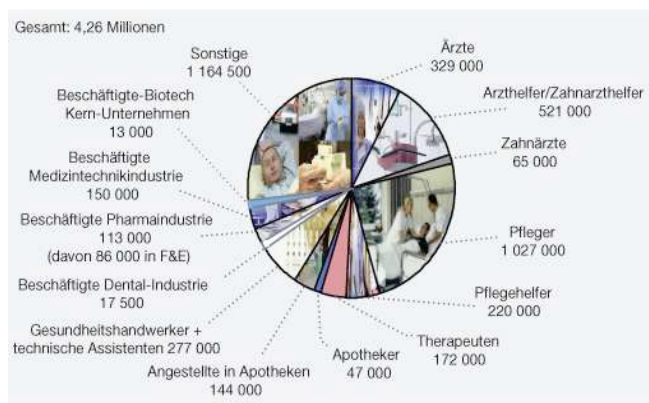 Gesamt: 4,26 Millionen
Sonstige
1 164 500
Ärzte
329 000
Beschäftigte-Biotech
Kern-Unternehmen
13 000
Arzthelfer/Zahnarzthelfer
521 000
Zahnärzte
65 000
Beschäftigte
Medizintechnikindustrie
150 000
Beschäftigte Pharmaindustrie
113 000
(davon 86 000 in F&E)
Pfleger
1 027 000
Beschäftigte Dental-Industrie
17 500
Pflegehelfer
220 000
Gesundheitshandwerker +
technische Assistenten 277 000
Therapeuten
172 000
Apotheker
47 000
Angestellte in Apotheken
144 000